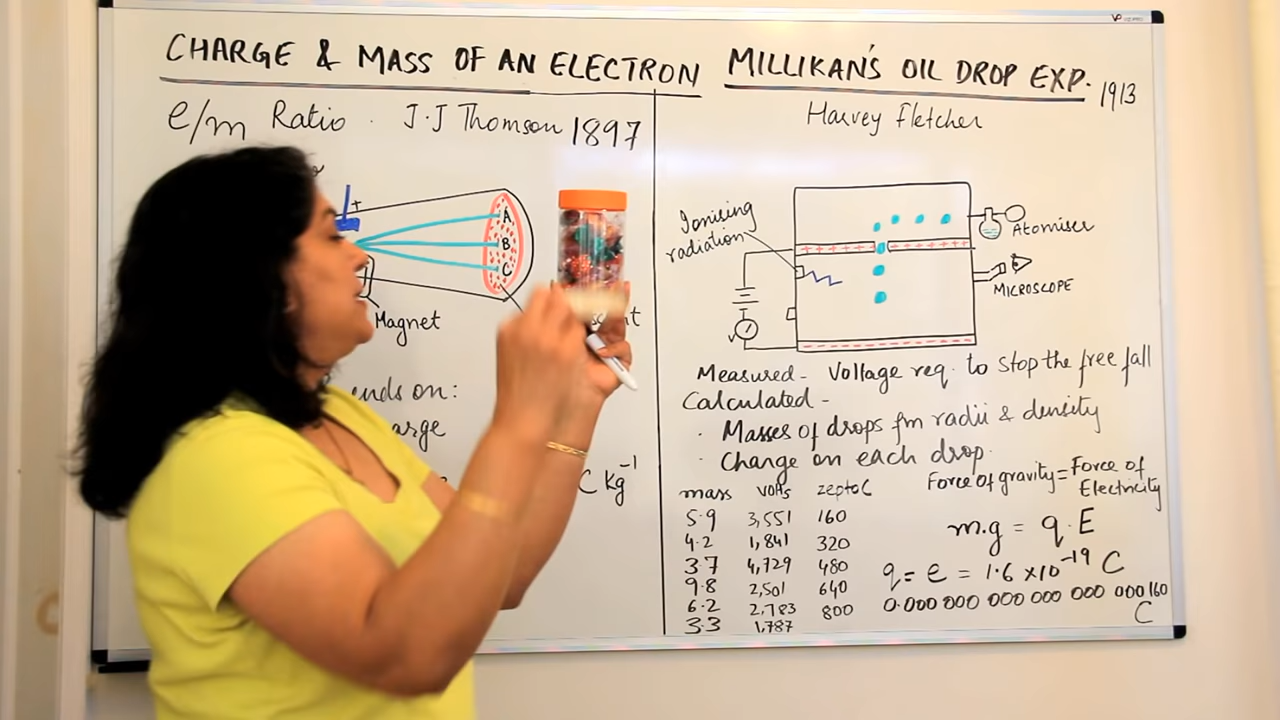 CHARGE & MASS OF AN ELECTRON
e/m Ratio. J.J Thomson 1897
+
A
B
C
Magnet
ends on:
arge
C kg⁻¹
MILLIKAN'S OIL DROP EXP. 1913
Harvey Fletcher
Ionising
radiation
Atomiser
MICROSCOPE
V
Measured - Voltage req. to stop the free fall
Calculated -
· Masses of drops fm radii & density
· Change on each drop.
Force of gravity = Force of
Electricity
mass volts zeptoC
5.9 3,551 160
4.2 1,841 320
3.7 4,729 480
9.8 2,501 640
6.2 2,783 800
3.3 1,787
m.g = q.E
q = e = 1.6 x10⁻¹⁹ C
0.000 000 000 000 000 000 160
C